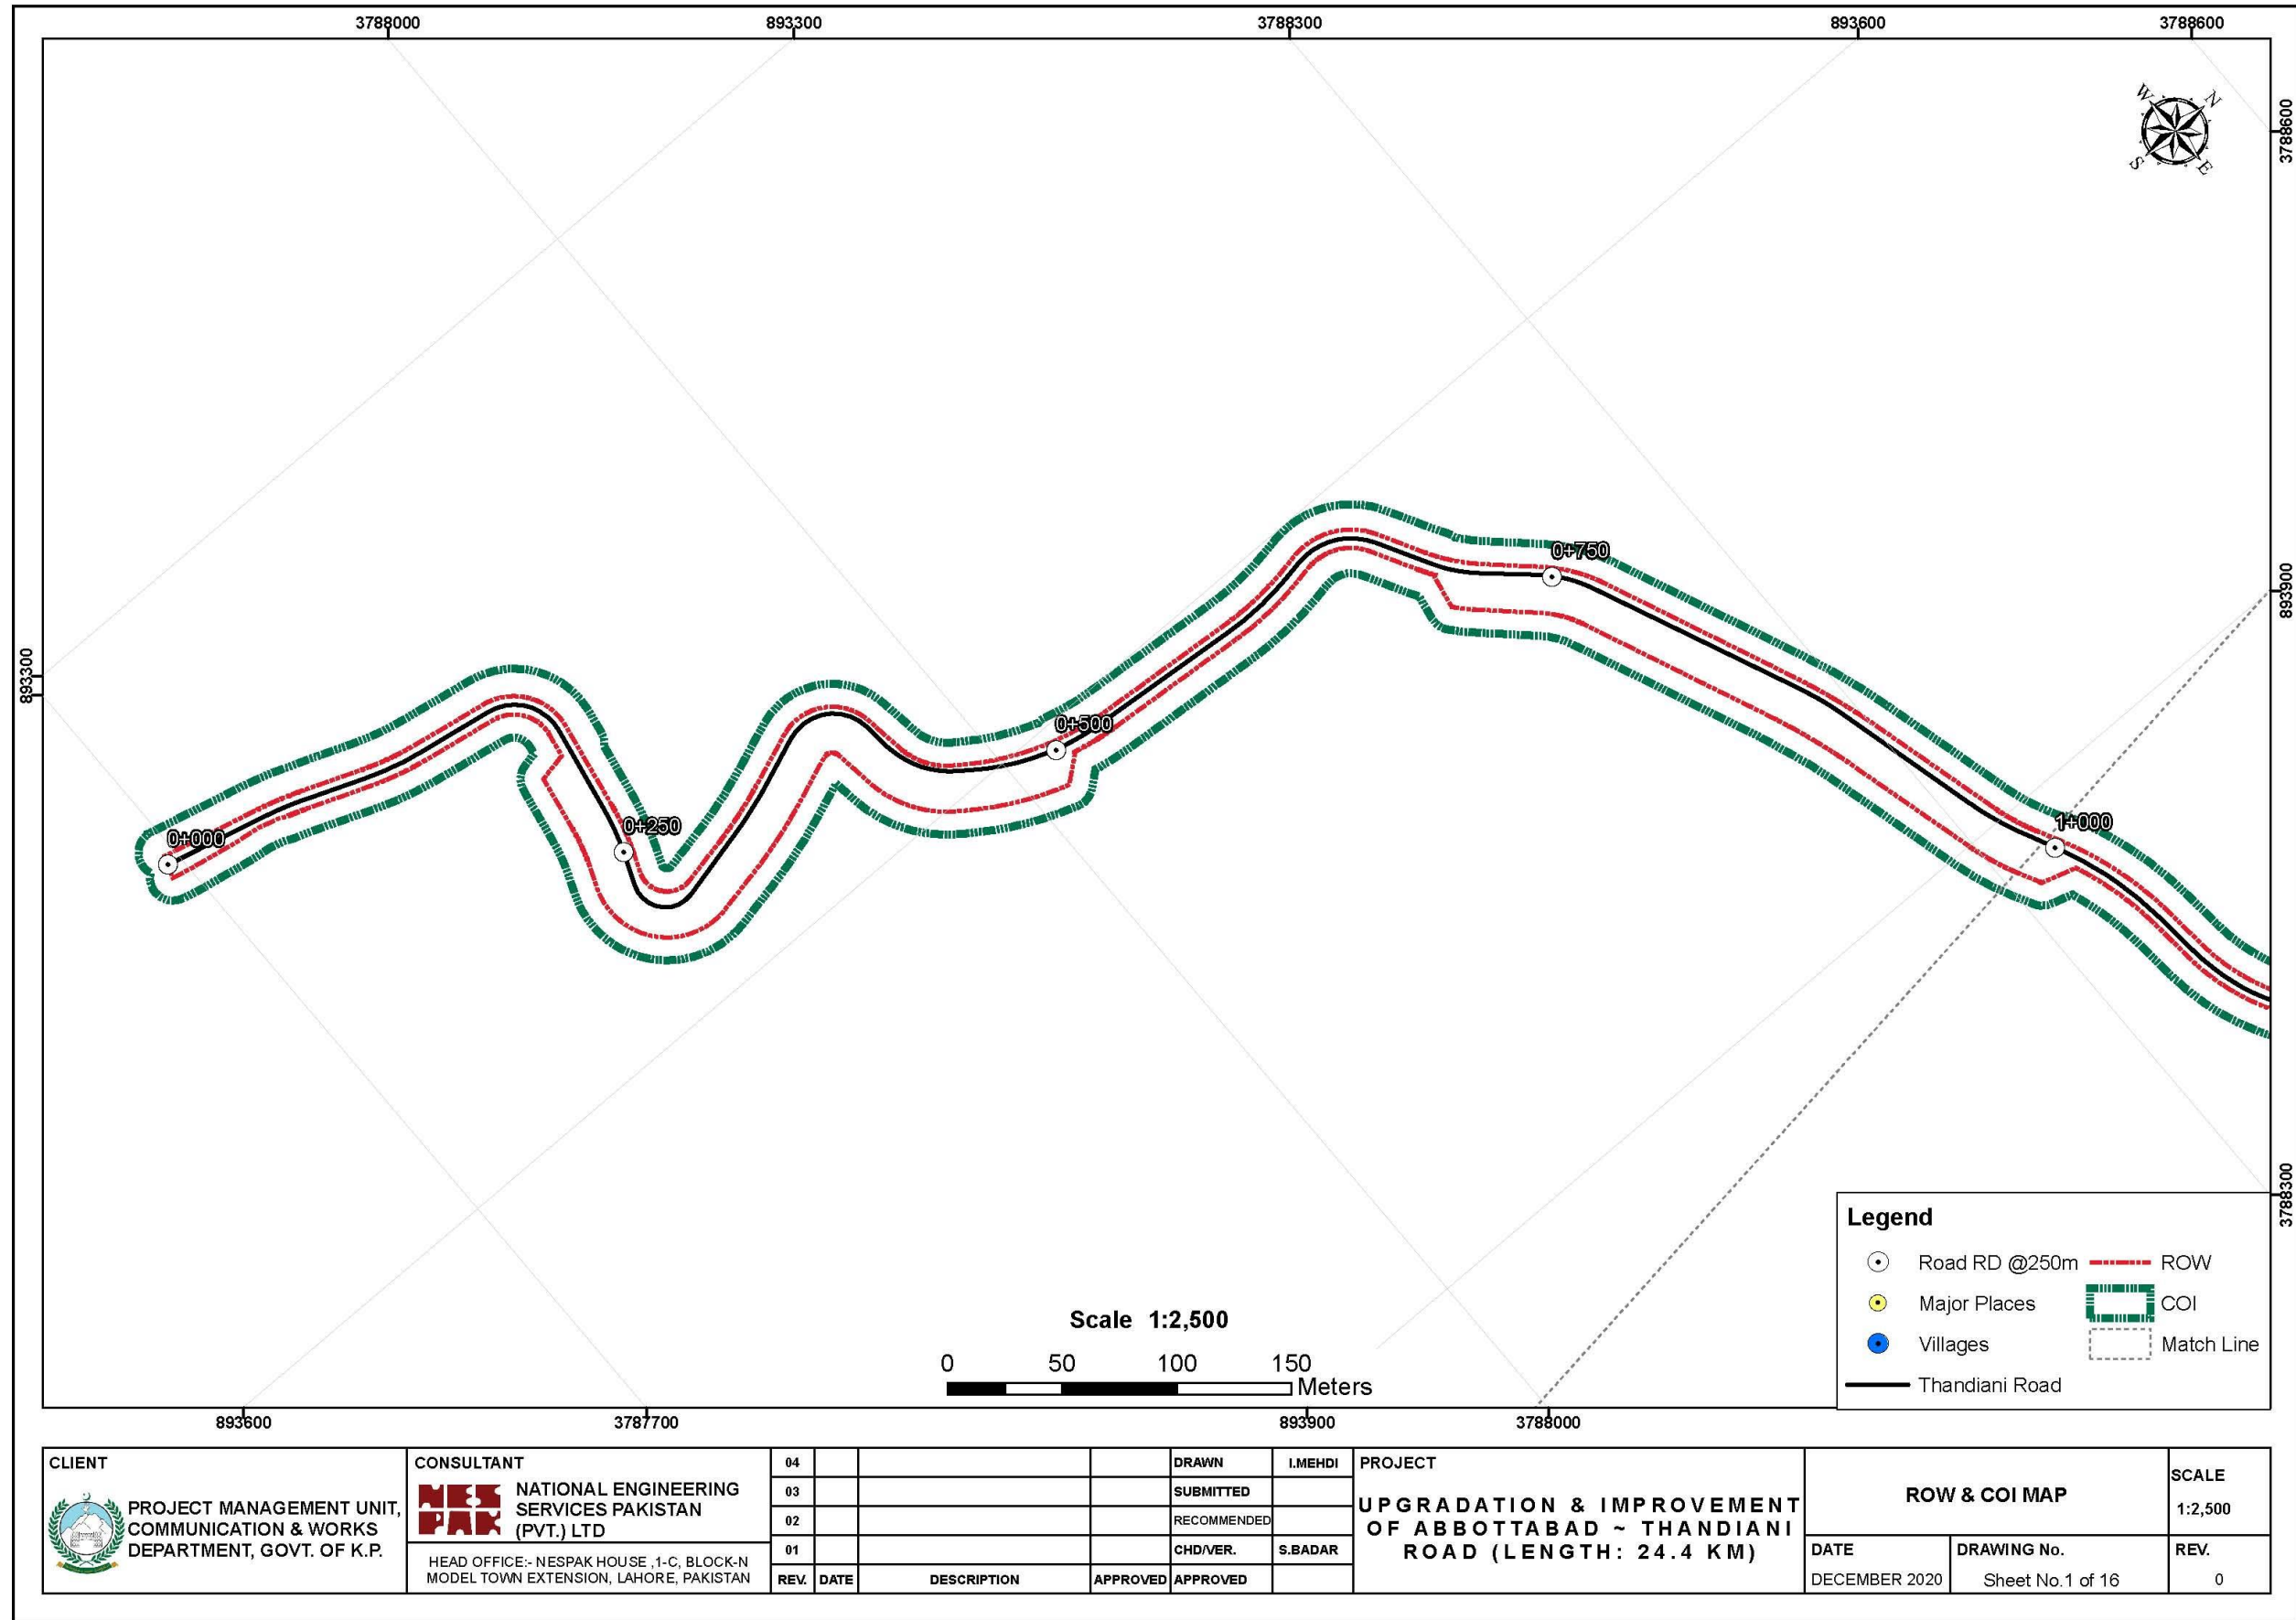 3788000
893300
3788300
893600
3788600
W
N
S
E
3788600
893900
3788300
893300
0+000
0+250
0+500
0+750
1+000
Legend
Road RD @250m
ROW
Major Places
COI
Villages
Match Line
Thandiani Road
Scale 1:2,500
0 50 100 150
Meters
893600
3787700
893900
3788000
CLIENT
PROJECT MANAGEMENT UNIT,
COMMUNICATION & WORKS
DEPARTMENT, GOVT. OF K.P.
CONSULTANT
NES
PAK
NATIONAL ENGINEERING
SERVICES PAKISTAN
(PVT.) LTD
HEAD OFFICE:- NESPAK HOUSE ,1-C, BLOCK-N
MODEL TOWN EXTENSION, LAHORE, PAKISTAN
04
03
02
01
REV. DATE DESCRIPTION APPROVED
DRAWN I.MEHDI
SUBMITTED
RECOMMENDED
CHD/VER. S.BADAR
APPROVED
PROJECT
UPGRADATION & IMPROVEMENT
OF ABBOTTABAD ~ THANDIANI
ROAD (LENGTH: 24.4 KM)
ROW & COI MAP
SCALE
1:2,500
DATE
DECEMBER 2020
DRAWING No.
Sheet No.1 of 16
REV.
0